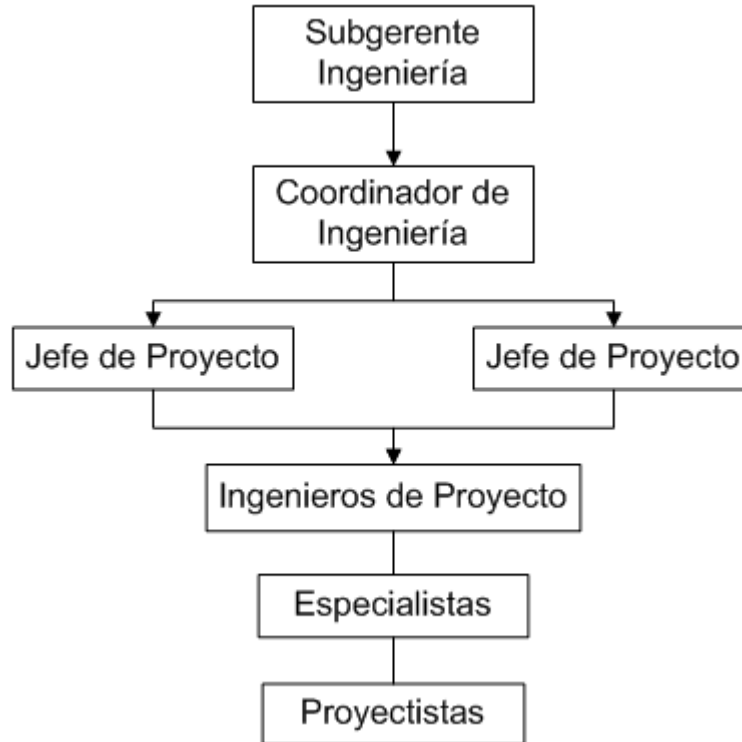 Subgerente
Ingeniería
Coordinador de
Ingeniería
Jefe de Proyecto
Jefe de Proyecto
Ingenieros de Proyecto
Especialistas
Proyectistas